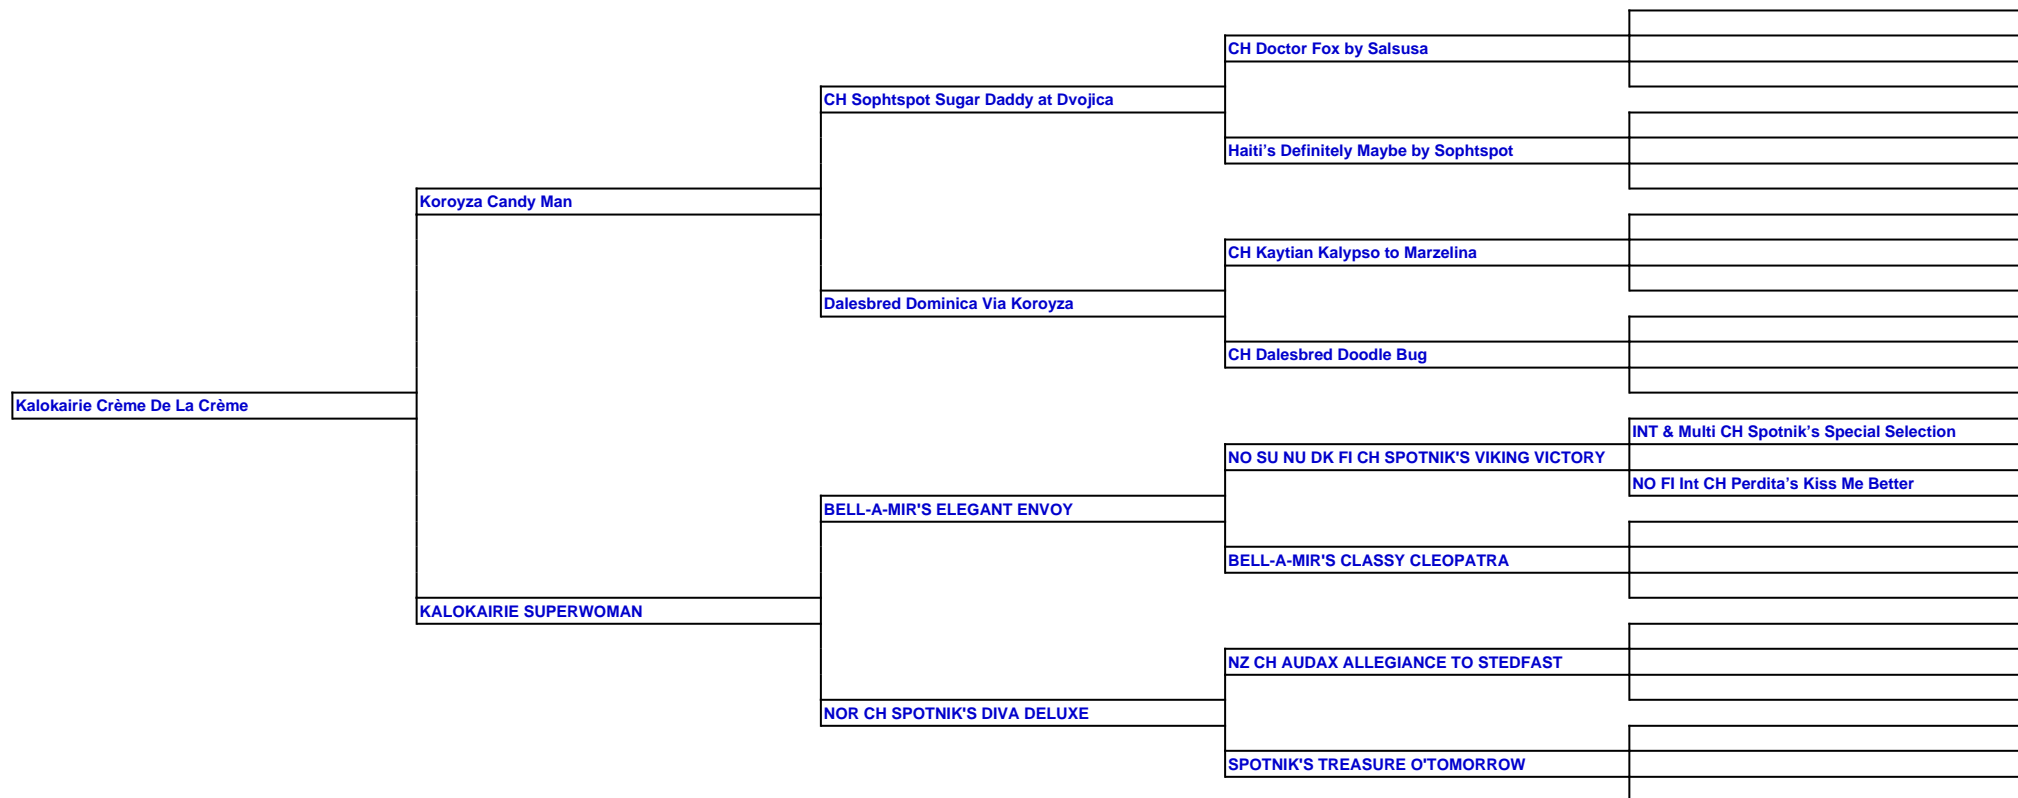 CH Doctor Fox by Salsusa
CH Sophtspot Sugar Daddy at Dvojica
Haiti’s Definitely Maybe by Sophtspot
Koroyza Candy Man
CH Kaytian Kalypso to Marzelina
Dalesbred Dominica Via Koroyza
CH Dalesbred Doodle Bug
Kalokairie Crème De La Crème
INT & Multi CH Spotnik’s Special Selection
NO SU NU DK FI CH SPOTNIK'S VIKING VICTORY
NO FI Int CH Perdita’s Kiss Me Better
BELL-A-MIR'S ELEGANT ENVOY
BELL-A-MIR'S CLASSY CLEOPATRA
KALOKAIRIE SUPERWOMAN
NZ CH AUDAX ALLEGIANCE TO STEDFAST
NOR CH SPOTNIK'S DIVA DELUXE
SPOTNIK'S TREASURE O'TOMORROW